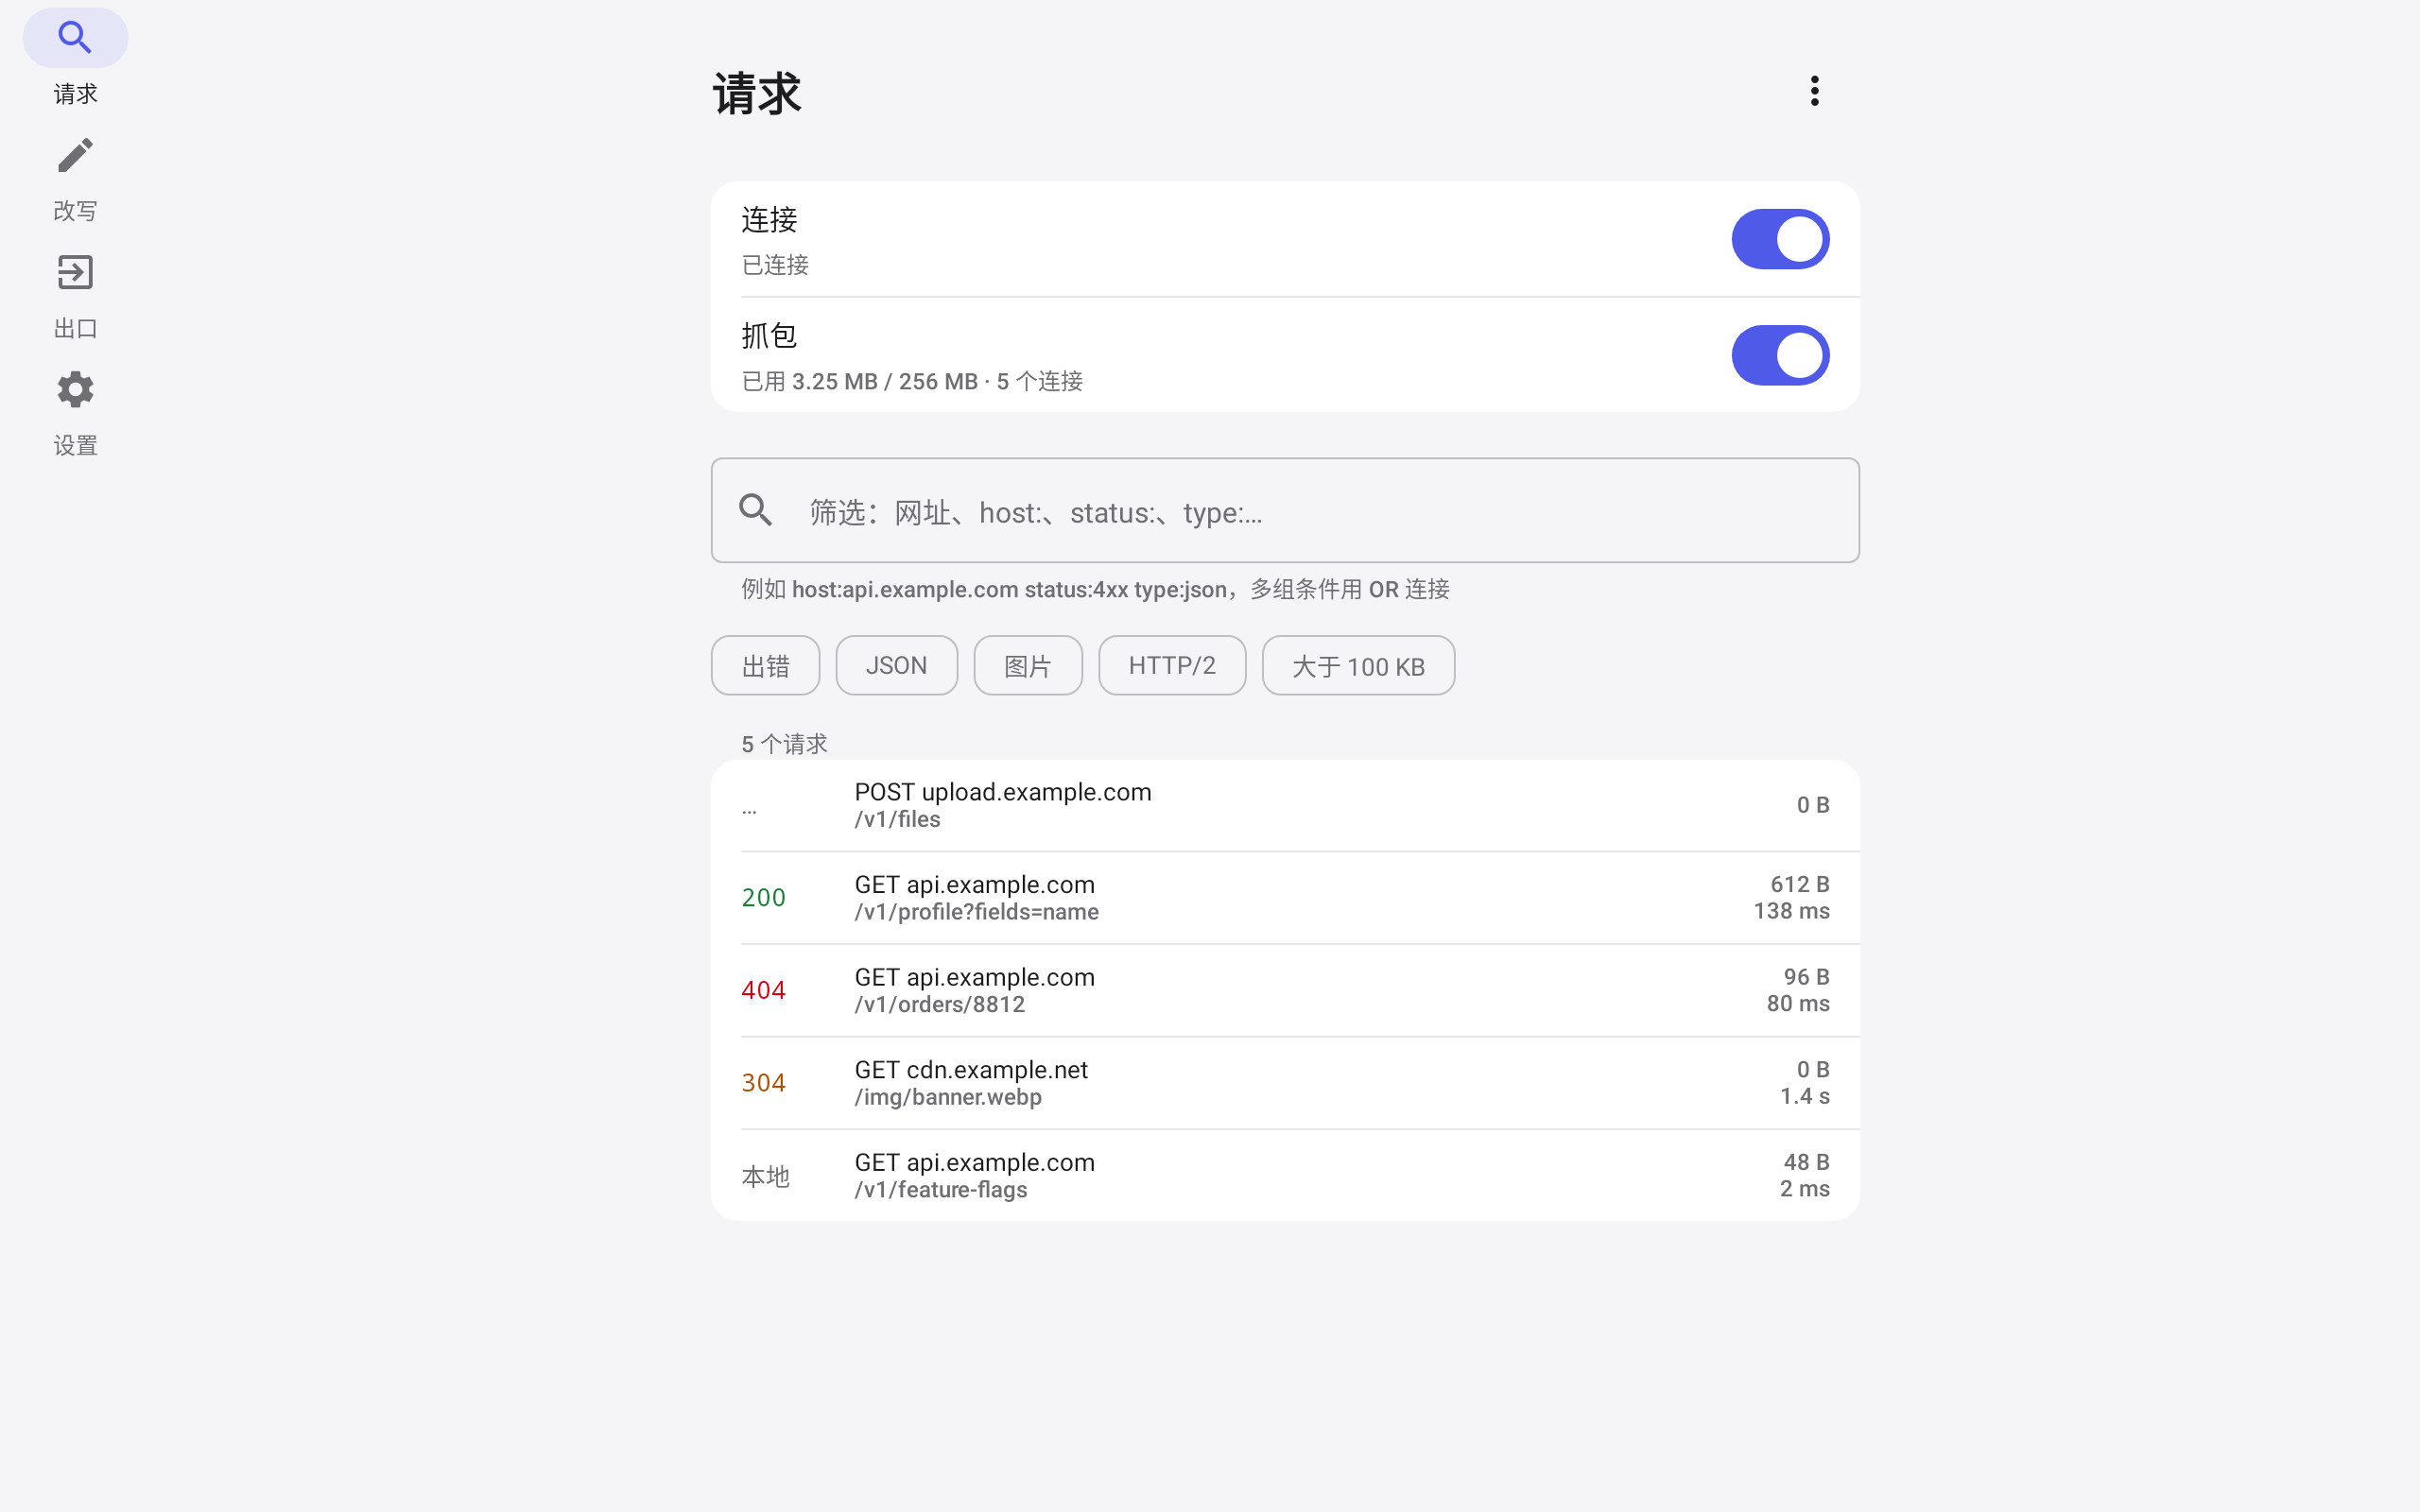 请求
改写
出口
设置
请求
连接
已连接
抓包
已用 3.25 MB / 256 MB · 5 个连接
筛选：网址、host:、status:、type:...
例如 host:api.example.com status:4xx type:json，多组条件用 OR 连接
出错
JSON
图片
HTTP/2
大于 100 KB
5 个请求
...
POST upload.example.com
/v1/files
0 B
200
GET api.example.com
/v1/profile?fields=name
612 B
138 ms
404
GET api.example.com
/v1/orders/8812
96 B
80 ms
304
GET cdn.example.net
/img/banner.webp
0 B
1.4 s
本地
GET api.example.com
/v1/feature-flags
48 B
2 ms